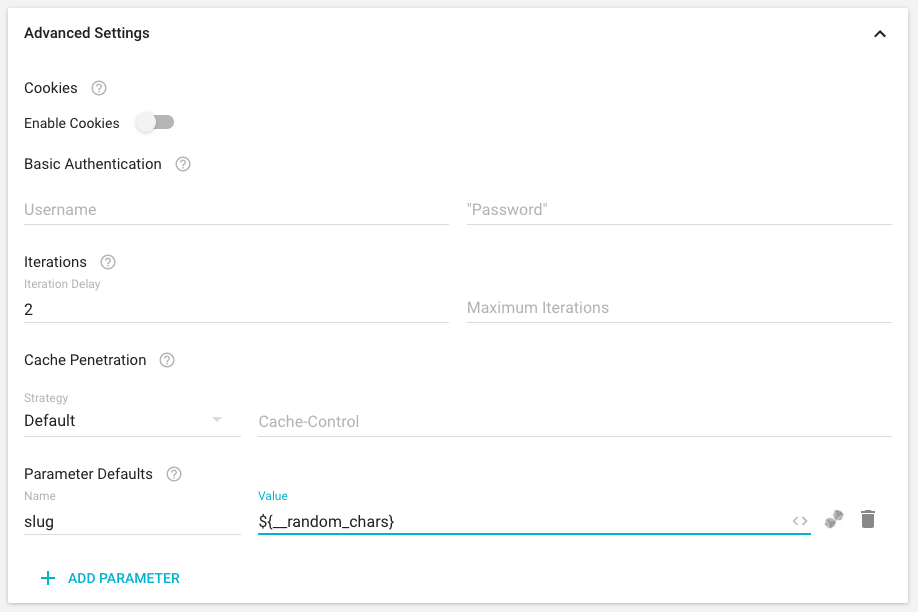 Advanced Settings
Cookies
Enable Cookies
Basic Authentication
Username "Password"
Iterations
Iteration Delay
2 Maximum Iterations
Cache Penetration
Strategy
Default Cache-Control
Parameter Defaults
Name Value
slug ${__random_chars}
ADD PARAMETER